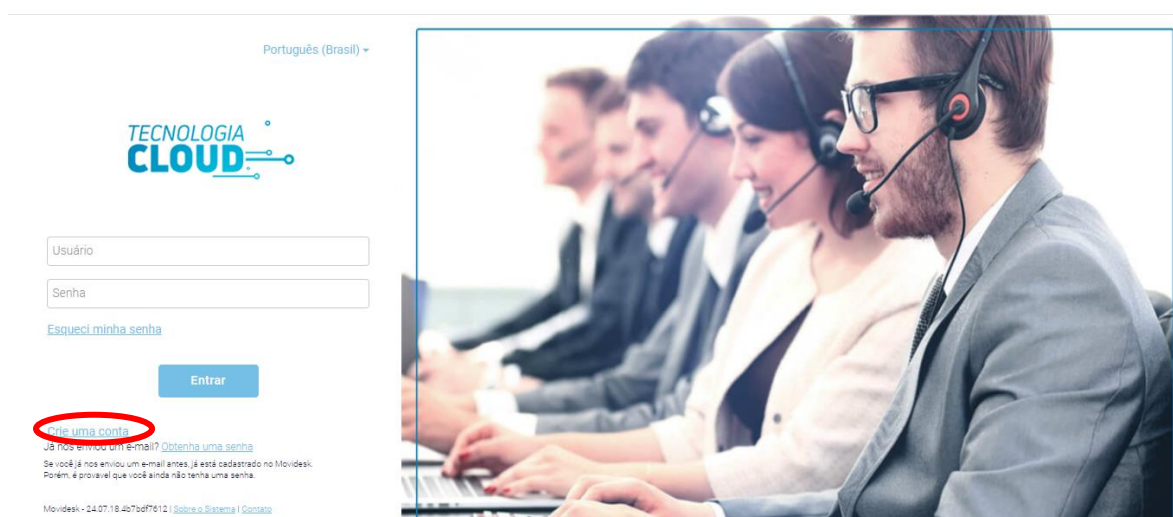 Português (Brasil)
TECNOLOGIA
CLOUD
Usuário
Senha
Esqueci minha senha
Entrar
Crie uma conta
Já nos enviou um e-mail? Obtenha uma senha
Se você já nos enviou um e-mail antes, já está cadastrado no Movidesk.
Porém, é provavel que você ainda não tenha uma senha.
Movidesk - 24.07.18.4b7bdf7612 | Sobre o Sistema | Contato